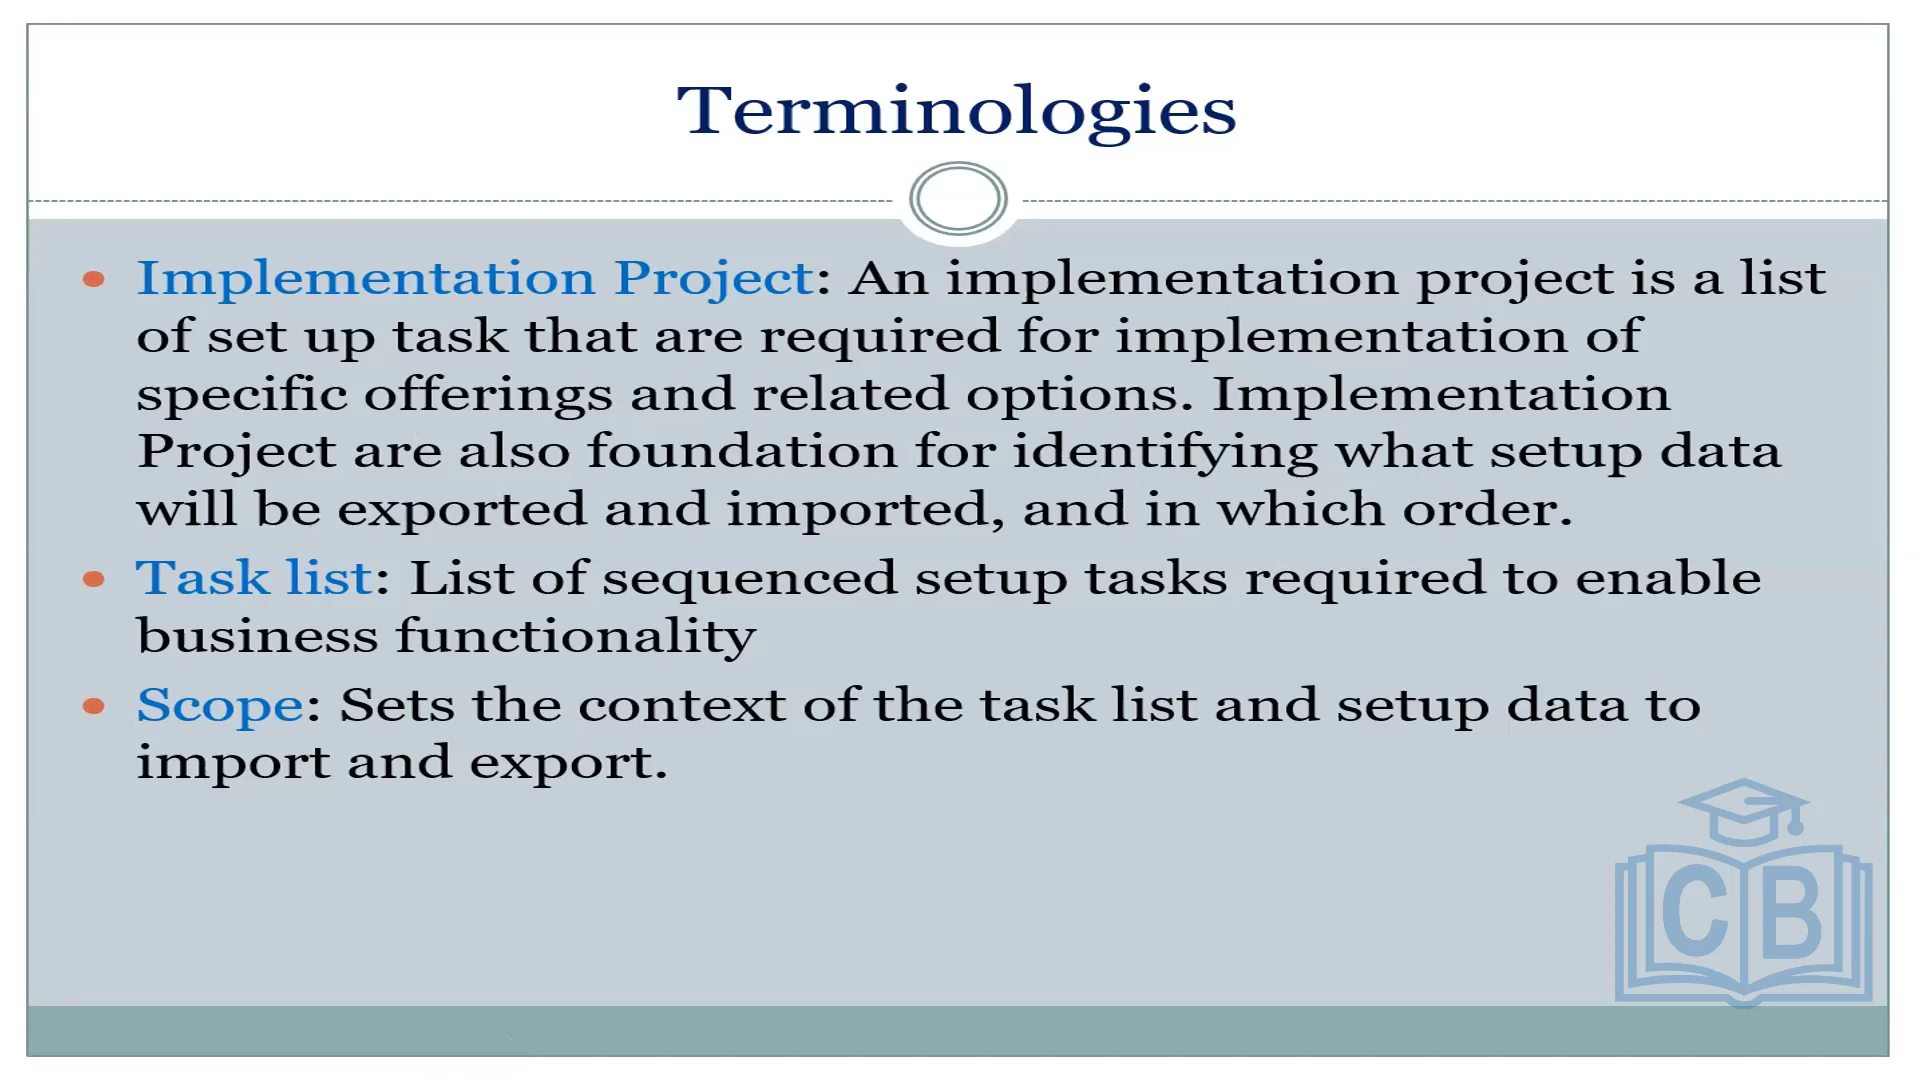 Terminologies
Implementation Project: An implementation project is a list
of set up task that are required for implementation of
specific offerings and related options. Implementation
Project are also foundation for identifying what setup data
will be exported and imported, and in which order.
Task list: List of sequenced setup tasks required to enable
business functionality
Scope: Sets the context of the task list and setup data to
import and export.
CB